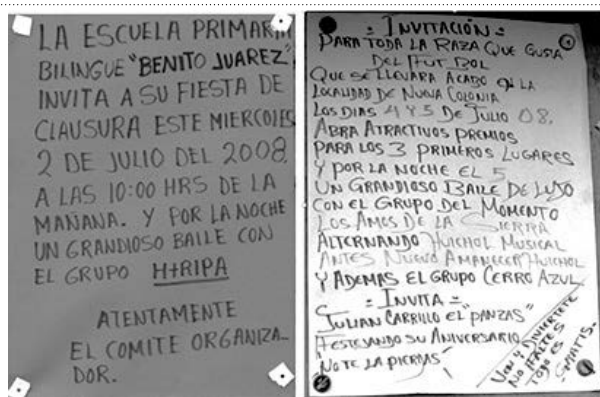 LA ESCUELA PRIMARIA
BILINGUE "BENITO JUAREZ"
INVITA A SU FIESTA DE
CLAUSURA ESTE MIERCOLES
2 DE JULIO DEL 2008.
A LAS 10:00 HRS DE LA
MAÑANA. Y POR LA NOCHE
UN GRANDIOSO BAILE CON
EL GRUPO H+RIPA
ATENTAMENTE
EL COMITE ORGANIZA-
DOR.
= INVITACIÓN =
PARA TODA LA RAZA QUE GUSTA
DEL FUT BOL
QUE SE LLEVARA ACABO EN LA
LOCALIDAD DE NUEVA COLONIA
LOS DIAS 4 Y 5 DE JULIO 08.
ABRA ATRACTIVOS PREMIOS
PARA LOS 3 PRIMEROS LUGARES
Y POR LA NOCHE EL 5
UN GRANDIOSO BAILE DE LUJO
CON EL GRUPO DEL MOMENTO
LOS AMOS DE LA SIERRA
ALTERNANDO HUICHOL MUSICAL
ANTES NUEVO AMANECER HUICHOL
Y ADEMAS EL GRUPO CERRO AZUL
= INVITA =
JULIAN CARRILLO EL "PANZAS"
FESTEJANDO SU ANIVERSARIO
NO TE LA PIERDAS
VEN Y DIVIERTETE
NO FALTES
TODO ES
GRATIS.